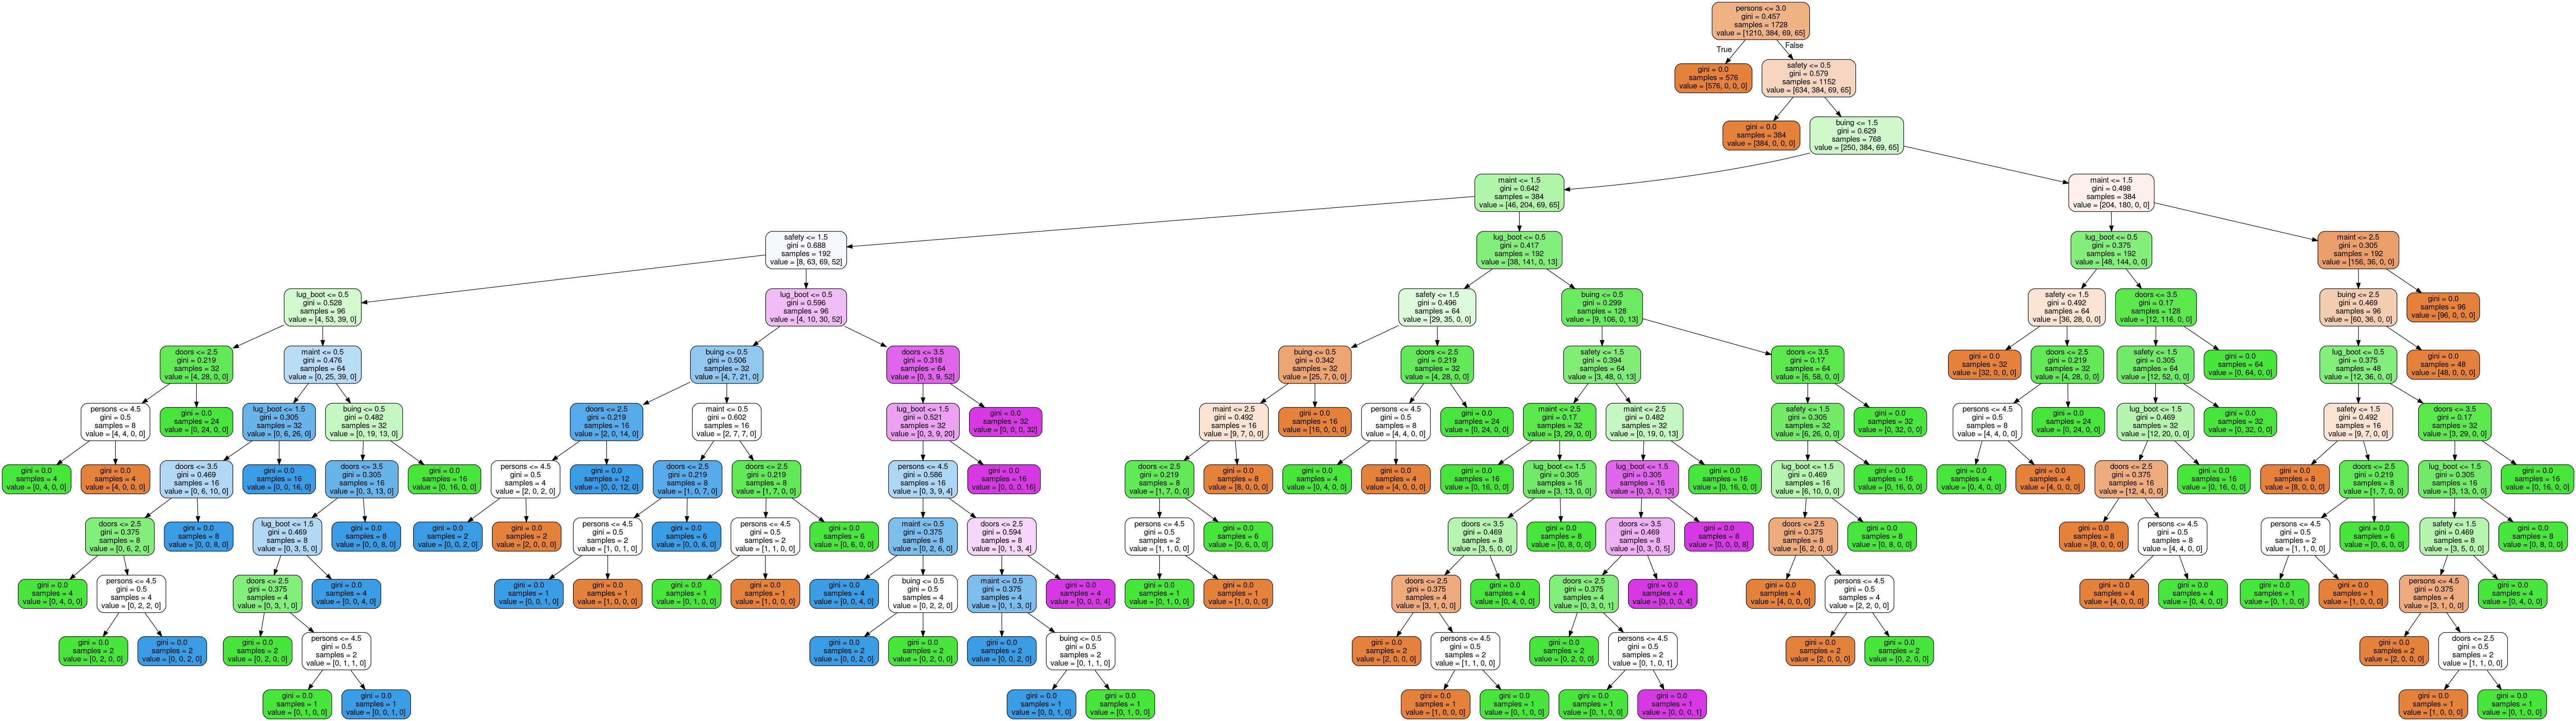 persons <= 3.0
gini = 0.457
samples = 1728
value = [1210, 384, 69, 65]
True
False
gini = 0.0
samples = 576
value = [576, 0, 0, 0]
safety <= 0.5
gini = 0.579
samples = 1152
value = [634, 384, 69, 65]
gini = 0.0
samples = 384
value = [384, 0, 0, 0]
buing <= 1.5
gini = 0.629
samples = 768
value = [250, 384, 69, 65]
maint <= 1.5
gini = 0.642
samples = 384
value = [46, 204, 69, 65]
maint <= 1.5
gini = 0.498
samples = 384
value = [204, 180, 0, 0]
safety <= 1.5
gini = 0.688
samples = 192
value = [8, 63, 69, 52]
lug_boot <= 0.5
gini = 0.417
samples = 192
value = [38, 141, 0, 13]
lug_boot <= 0.5
gini = 0.375
samples = 192
value = [48, 144, 0, 0]
maint <= 2.5
gini = 0.305
samples = 192
value = [156, 36, 0, 0]
lug_boot <= 0.5
gini = 0.528
samples = 96
value = [4, 53, 39, 0]
lug_boot <= 0.5
gini = 0.596
samples = 96
value = [4, 10, 30, 52]
safety <= 1.5
gini = 0.496
samples = 64
value = [29, 35, 0, 0]
buing <= 0.5
gini = 0.299
samples = 128
value = [9, 106, 0, 13]
safety <= 1.5
gini = 0.492
samples = 64
value = [36, 28, 0, 0]
doors <= 3.5
gini = 0.17
samples = 128
value = [12, 116, 0, 0]
buing <= 2.5
gini = 0.469
samples = 96
value = [60, 36, 0, 0]
gini = 0.0
samples = 96
value = [96, 0, 0, 0]
doors <= 2.5
gini = 0.219
samples = 32
value = [4, 28, 0, 0]
maint <= 0.5
gini = 0.476
samples = 64
value = [0, 25, 39, 0]
buing <= 0.5
gini = 0.506
samples = 32
value = [4, 7, 21, 0]
doors <= 3.5
gini = 0.318
samples = 64
value = [0, 3, 9, 52]
buing <= 0.5
gini = 0.342
samples = 32
value = [25, 7, 0, 0]
doors <= 2.5
gini = 0.219
samples = 32
value = [4, 28, 0, 0]
safety <= 1.5
gini = 0.394
samples = 64
value = [3, 48, 0, 13]
doors <= 3.5
gini = 0.17
samples = 64
value = [6, 58, 0, 0]
gini = 0.0
samples = 32
value = [32, 0, 0, 0]
doors <= 2.5
gini = 0.219
samples = 32
value = [4, 28, 0, 0]
safety <= 1.5
gini = 0.305
samples = 64
value = [12, 52, 0, 0]
gini = 0.0
samples = 64
value = [0, 64, 0, 0]
lug_boot <= 0.5
gini = 0.375
samples = 48
value = [12, 36, 0, 0]
gini = 0.0
samples = 48
value = [48, 0, 0, 0]
persons <= 4.5
gini = 0.5
samples = 8
value = [4, 4, 0, 0]
gini = 0.0
samples = 24
value = [0, 24, 0, 0]
lug_boot <= 1.5
gini = 0.305
samples = 32
value = [0, 6, 26, 0]
buing <= 0.5
gini = 0.482
samples = 32
value = [0, 19, 13, 0]
doors <= 2.5
gini = 0.219
samples = 16
value = [2, 0, 14, 0]
maint <= 0.5
gini = 0.602
samples = 16
value = [2, 7, 7, 0]
lug_boot <= 1.5
gini = 0.521
samples = 32
value = [0, 3, 9, 20]
gini = 0.0
samples = 32
value = [0, 0, 0, 32]
maint <= 2.5
gini = 0.492
samples = 16
value = [9, 7, 0, 0]
gini = 0.0
samples = 16
value = [16, 0, 0, 0]
persons <= 4.5
gini = 0.5
samples = 8
value = [4, 4, 0, 0]
gini = 0.0
samples = 24
value = [0, 24, 0, 0]
maint <= 2.5
gini = 0.17
samples = 32
value = [3, 29, 0, 0]
maint <= 2.5
gini = 0.482
samples = 32
value = [0, 19, 0, 13]
safety <= 1.5
gini = 0.305
samples = 32
value = [6, 26, 0, 0]
gini = 0.0
samples = 32
value = [0, 32, 0, 0]
persons <= 4.5
gini = 0.5
samples = 8
value = [4, 4, 0, 0]
gini = 0.0
samples = 24
value = [0, 24, 0, 0]
lug_boot <= 1.5
gini = 0.469
samples = 32
value = [12, 20, 0, 0]
gini = 0.0
samples = 32
value = [0, 32, 0, 0]
safety <= 1.5
gini = 0.492
samples = 16
value = [9, 7, 0, 0]
doors <= 3.5
gini = 0.17
samples = 32
value = [3, 29, 0, 0]
gini = 0.0
samples = 4
value = [0, 4, 0, 0]
gini = 0.0
samples = 4
value = [4, 0, 0, 0]
doors <= 3.5
gini = 0.469
samples = 16
value = [0, 6, 10, 0]
gini = 0.0
samples = 16
value = [0, 0, 16, 0]
doors <= 3.5
gini = 0.305
samples = 16
value = [0, 3, 13, 0]
gini = 0.0
samples = 16
value = [0, 16, 0, 0]
persons <= 4.5
gini = 0.5
samples = 4
value = [2, 0, 2, 0]
gini = 0.0
samples = 12
value = [0, 0, 12, 0]
doors <= 2.5
gini = 0.219
samples = 8
value = [1, 0, 7, 0]
doors <= 2.5
gini = 0.219
samples = 8
value = [1, 7, 0, 0]
persons <= 4.5
gini = 0.521
samples = 16
value = [0, 3, 9, 4]
gini = 0.0
samples = 16
value = [0, 0, 0, 16]
doors <= 2.5
gini = 0.219
samples = 8
value = [1, 7, 0, 0]
gini = 0.0
samples = 8
value = [8, 0, 0, 0]
gini = 0.0
samples = 4
value = [0, 4, 0, 0]
gini = 0.0
samples = 4
value = [4, 0, 0, 0]
gini = 0.0
samples = 16
value = [0, 16, 0, 0]
lug_boot <= 1.5
gini = 0.305
samples = 16
value = [3, 13, 0, 0]
lug_boot <= 1.5
gini = 0.305
samples = 16
value = [0, 3, 0, 13]
gini = 0.0
samples = 16
value = [0, 16, 0, 0]
lug_boot <= 1.5
gini = 0.469
samples = 16
value = [6, 10, 0, 0]
gini = 0.0
samples = 16
value = [0, 16, 0, 0]
gini = 0.0
samples = 4
value = [0, 4, 0, 0]
gini = 0.0
samples = 4
value = [4, 0, 0, 0]
doors <= 2.5
gini = 0.375
samples = 16
value = [12, 4, 0, 0]
gini = 0.0
samples = 16
value = [0, 16, 0, 0]
gini = 0.0
samples = 8
value = [8, 0, 0, 0]
doors <= 2.5
gini = 0.219
samples = 8
value = [1, 7, 0, 0]
lug_boot <= 1.5
gini = 0.305
samples = 16
value = [3, 13, 0, 0]
gini = 0.0
samples = 16
value = [0, 16, 0, 0]
doors <= 2.5
gini = 0.375
samples = 8
value = [0, 6, 2, 0]
gini = 0.0
samples = 8
value = [0, 0, 8, 0]
lug_boot <= 1.5
gini = 0.469
samples = 8
value = [0, 3, 5, 0]
gini = 0.0
samples = 8
value = [0, 0, 8, 0]
gini = 0.0
samples = 2
value = [0, 0, 2, 0]
gini = 0.0
samples = 2
value = [2, 0, 0, 0]
persons <= 4.5
gini = 0.5
samples = 2
value = [1, 0, 1, 0]
gini = 0.0
samples = 6
value = [0, 0, 6, 0]
persons <= 4.5
gini = 0.5
samples = 2
value = [1, 1, 0, 0]
gini = 0.0
samples = 6
value = [0, 6, 0, 0]
maint <= 0.5
gini = 0.375
samples = 8
value = [0, 2, 6, 0]
doors <= 2.5
gini = 0.594
samples = 8
value = [0, 1, 3, 4]
persons <= 4.5
gini = 0.5
samples = 2
value = [1, 1, 0, 0]
gini = 0.0
samples = 6
value = [0, 6, 0, 0]
doors <= 3.5
gini = 0.469
samples = 8
value = [3, 5, 0, 0]
gini = 0.0
samples = 8
value = [0, 8, 0, 0]
doors <= 3.5
gini = 0.469
samples = 8
value = [0, 3, 0, 5]
gini = 0.0
samples = 8
value = [0, 0, 0, 8]
doors <= 2.5
gini = 0.375
samples = 8
value = [6, 2, 0, 0]
gini = 0.0
samples = 8
value = [0, 8, 0, 0]
gini = 0.0
samples = 8
value = [8, 0, 0, 0]
persons <= 4.5
gini = 0.5
samples = 8
value = [4, 4, 0, 0]
persons <= 4.5
gini = 0.5
samples = 2
value = [1, 1, 0, 0]
gini = 0.0
samples = 6
value = [0, 6, 0, 0]
safety <= 1.5
gini = 0.469
samples = 8
value = [3, 5, 0, 0]
gini = 0.0
samples = 8
value = [0, 8, 0, 0]
gini = 0.0
samples = 4
value = [0, 4, 0, 0]
persons <= 4.5
gini = 0.5
samples = 4
value = [0, 2, 2, 0]
doors <= 2.5
gini = 0.375
samples = 4
value = [0, 3, 1, 0]
gini = 0.0
samples = 4
value = [0, 0, 4, 0]
gini = 0.0
samples = 1
value = [0, 0, 1, 0]
gini = 0.0
samples = 1
value = [1, 0, 0, 0]
gini = 0.0
samples = 1
value = [0, 1, 0, 0]
gini = 0.0
samples = 1
value = [1, 0, 0, 0]
gini = 0.0
samples = 4
value = [0, 0, 4, 0]
buing <= 0.5
gini = 0.5
samples = 4
value = [0, 2, 2, 0]
maint <= 0.5
gini = 0.375
samples = 4
value = [0, 1, 3, 0]
gini = 0.0
samples = 4
value = [0, 0, 0, 4]
gini = 0.0
samples = 1
value = [0, 1, 0, 0]
gini = 0.0
samples = 1
value = [1, 0, 0, 0]
doors <= 2.5
gini = 0.375
samples = 4
value = [3, 1, 0, 0]
gini = 0.0
samples = 4
value = [0, 4, 0, 0]
doors <= 2.5
gini = 0.375
samples = 4
value = [0, 3, 0, 1]
gini = 0.0
samples = 4
value = [0, 0, 0, 4]
gini = 0.0
samples = 4
value = [4, 0, 0, 0]
persons <= 4.5
gini = 0.5
samples = 4
value = [2, 2, 0, 0]
gini = 0.0
samples = 4
value = [4, 0, 0, 0]
gini = 0.0
samples = 4
value = [0, 4, 0, 0]
gini = 0.0
samples = 1
value = [0, 1, 0, 0]
gini = 0.0
samples = 1
value = [1, 0, 0, 0]
persons <= 4.5
gini = 0.375
samples = 4
value = [3, 1, 0, 0]
gini = 0.0
samples = 4
value = [0, 4, 0, 0]
gini = 0.0
samples = 2
value = [0, 2, 0, 0]
gini = 0.0
samples = 2
value = [0, 0, 2, 0]
gini = 0.0
samples = 2
value = [0, 2, 0, 0]
persons <= 4.5
gini = 0.5
samples = 2
value = [0, 1, 1, 0]
gini = 0.0
samples = 2
value = [0, 0, 2, 0]
gini = 0.0
samples = 2
value = [0, 2, 0, 0]
gini = 0.0
samples = 2
value = [0, 0, 2, 0]
buing <= 0.5
gini = 0.5
samples = 2
value = [0, 1, 1, 0]
gini = 0.0
samples = 2
value = [2, 0, 0, 0]
persons <= 4.5
gini = 0.5
samples = 2
value = [1, 1, 0, 0]
gini = 0.0
samples = 2
value = [0, 2, 0, 0]
persons <= 4.5
gini = 0.5
samples = 2
value = [0, 1, 0, 1]
gini = 0.0
samples = 2
value = [2, 0, 0, 0]
gini = 0.0
samples = 2
value = [0, 2, 0, 0]
gini = 0.0
samples = 2
value = [2, 0, 0, 0]
doors <= 2.5
gini = 0.5
samples = 2
value = [1, 1, 0, 0]
gini = 0.0
samples = 1
value = [0, 1, 0, 0]
gini = 0.0
samples = 1
value = [0, 0, 1, 0]
gini = 0.0
samples = 1
value = [0, 0, 1, 0]
gini = 0.0
samples = 1
value = [0, 1, 0, 0]
gini = 0.0
samples = 1
value = [1, 0, 0, 0]
gini = 0.0
samples = 1
value = [0, 1, 0, 0]
gini = 0.0
samples = 1
value = [0, 1, 0, 0]
gini = 0.0
samples = 1
value = [0, 0, 0, 1]
gini = 0.0
samples = 1
value = [1, 0, 0, 0]
gini = 0.0
samples = 1
value = [0, 1, 0, 0]